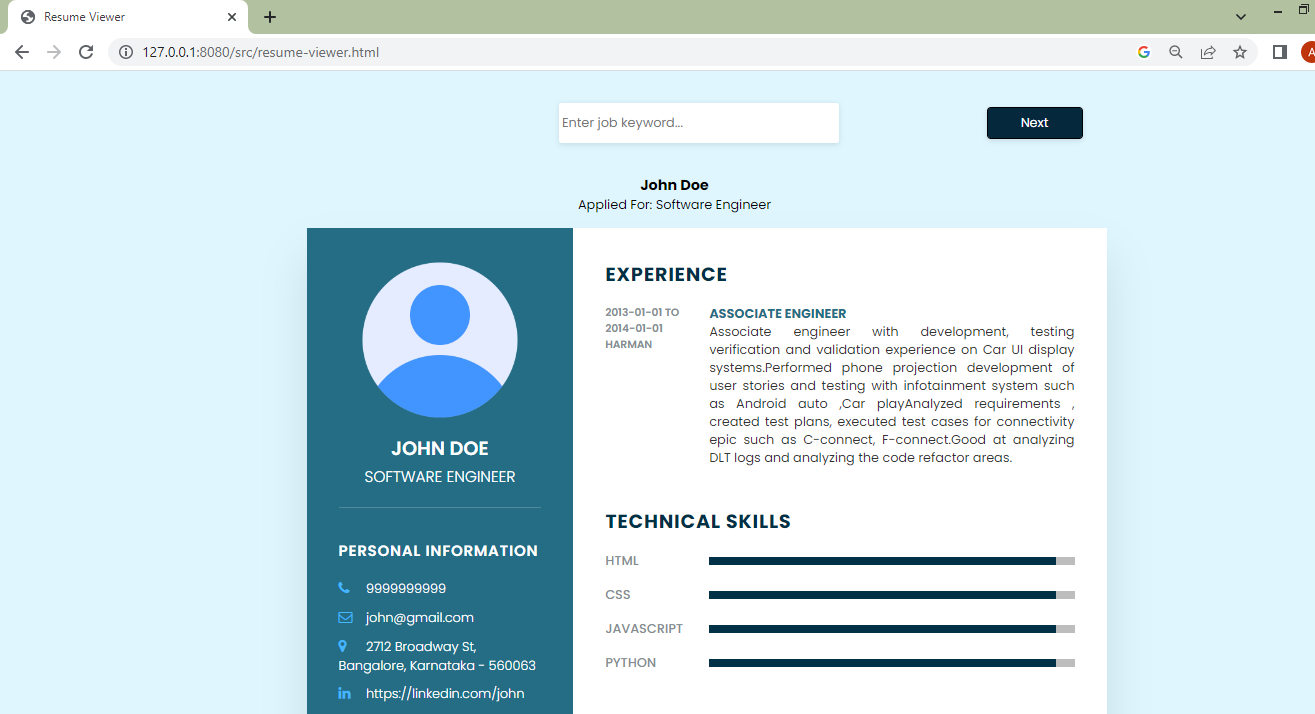 Resume Viewer
127.0.0.1:8080/src/resume-viewer.html
A
Enter job keyword...
Next
John Doe
Applied For: Software Engineer
JOHN DOE
SOFTWARE ENGINEER
PERSONAL INFORMATION
9999999999
john@gmail.com
2712 Broadway St,
Bangalore, Karnataka - 560063
https://linkedin.com/john
EXPERIENCE
2013-01-01 TO
2014-01-01
HARMAN
ASSOCIATE ENGINEER
Associate engineer with development, testing
verification and validation experience on Car UI display
systems.Performed phone projection development of
user stories and testing with infotainment system such
as Android auto ,Car playAnalyzed requirements ,
created test plans, executed test cases for connectivity
epic such as C-connect, F-connect.Good at analyzing
DLT logs and analyzing the code refactor areas.
TECHNICAL SKILLS
HTML
CSS
JAVASCRIPT
PYTHON